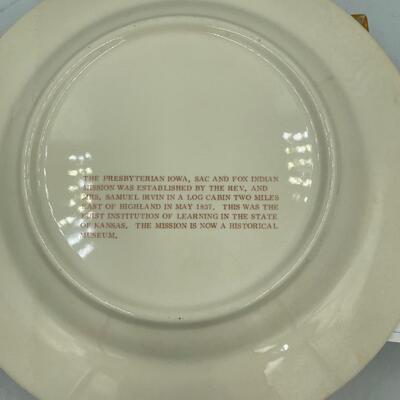 THE PRESBYTERIAN IOWA, SAC AND FOX INDIAN
MISSION WAS ESTABLISHED BY THE REV. AND
MRS. SAMUEL IRVIN IN A LOG CABIN TWO MILES
EAST OF HIGHLAND IN MAY 1837. THIS WAS THE
FIRST INSTITUTION OF LEARNING IN THE STATE
OF KANSAS. THE MISSION IS NOW A HISTORICAL
MUSEUM.